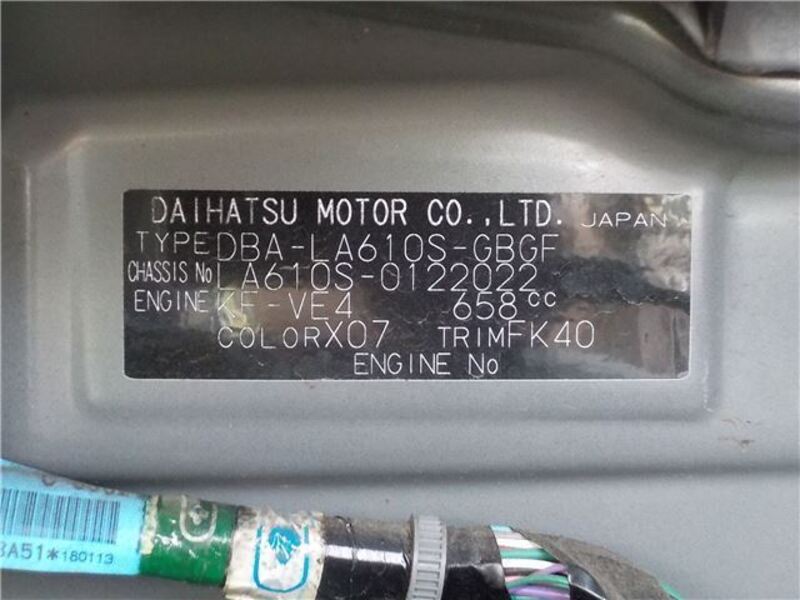 DAIHATSU MOTOR CO.,LTD. JAPAN
TYPE DBA-LA610S-GBGF
CHASSIS No LA610S-0122022
ENGINE KF-VE4 658cc
COLOR X07 TRIM FK40
ENGINE No
BA51*180113